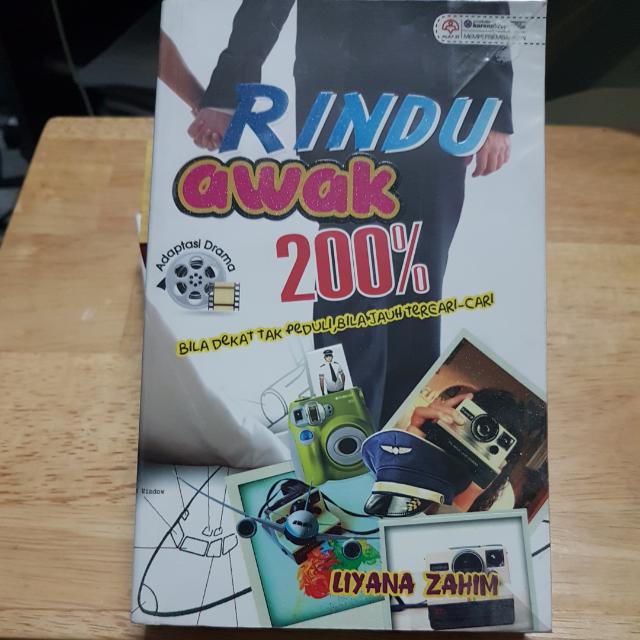 RINDU
awak
200%
Adaptasi Drama
BILA DEKAT TAK PEDULI, BILA JAUH TERCARI-CARI
Window
LIYANA ZAHIM